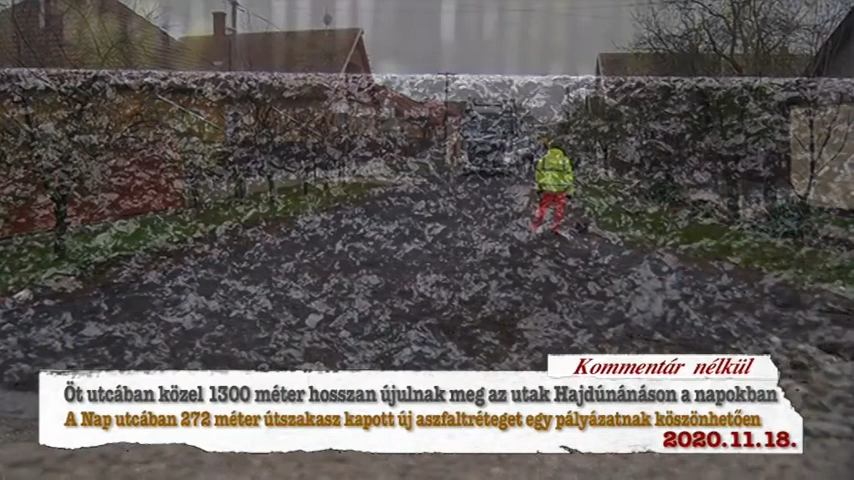 Kommentár nélkül
Öt utcában közel 1300 méter hosszan újulnak meg az utak Hajdúnánáson a napokban
A Nap utcában 272 méter útszakasz kapott új aszfaltréteget egy pályázatnak köszönhetően
2020.11.18.